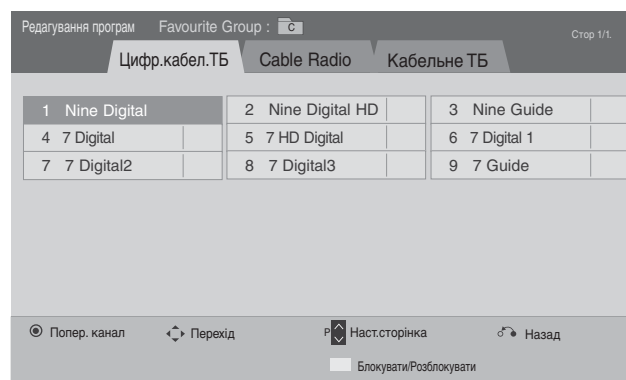 Редагування програм Favourite Group : C
Стор 1/1.
Цифр.кабел.ТБ Cable Radio Кабельне ТБ
1 Nine Digital 2 Nine Digital HD 3 Nine Guide
4 7 Digital 5 7 HD Digital 6 7 Digital 1
7 7 Digital2 8 7 Digital3 9 7 Guide
Попер. канал Перехід P Наст.сторінка Назад
Блокувати/Розблокувати